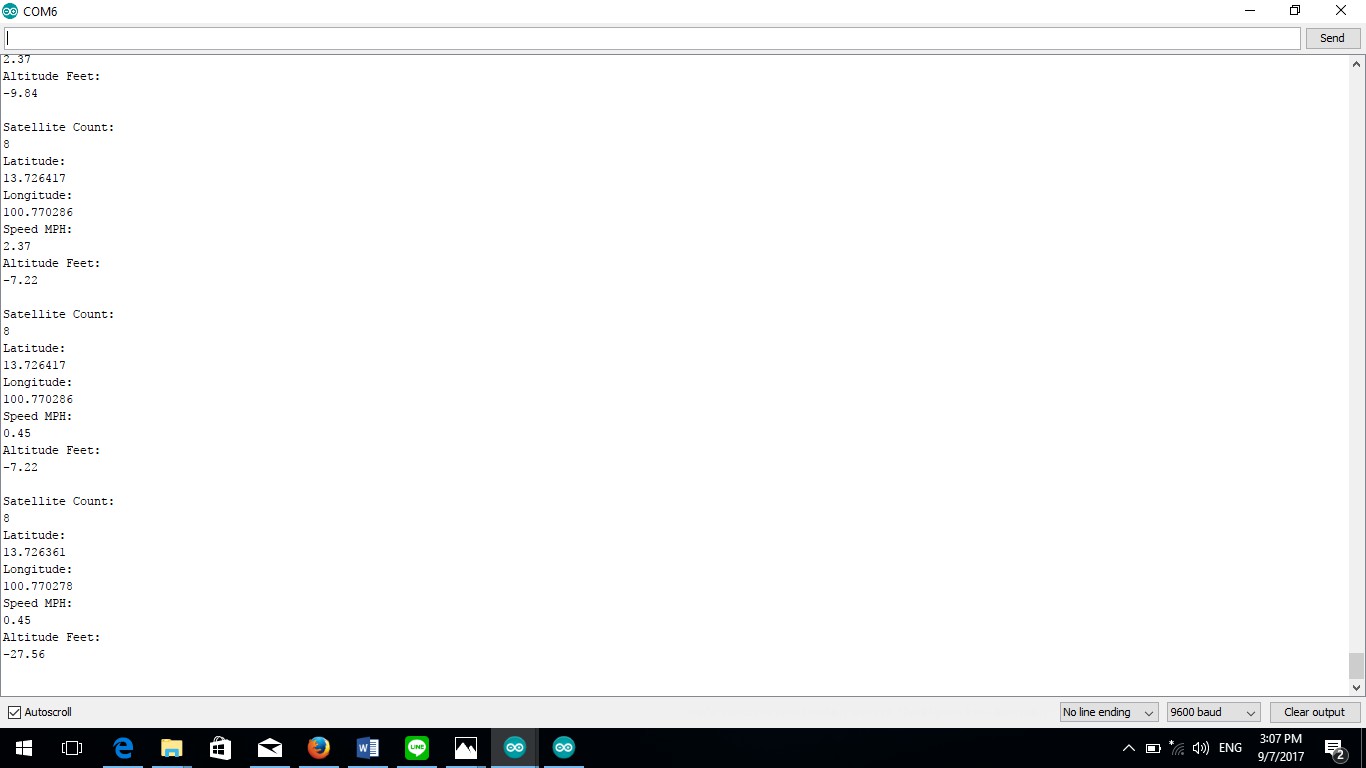 COM6
Send
2.37
Altitude Feet:
-9.84
Satellite Count:
8
Latitude:
13.726417
Longitude:
100.770286
Speed MPH:
2.37
Altitude Feet:
-7.22
Satellite Count:
8
Latitude:
13.726417
Longitude:
100.770286
Speed MPH:
0.45
Altitude Feet:
-7.22
Satellite Count:
8
Latitude:
13.726361
Longitude:
100.770278
Speed MPH:
0.45
Altitude Feet:
-27.56
Autoscroll
No line ending
9600 baud
Clear output
LINE
ENG
3:07 PM
9/7/2017
2